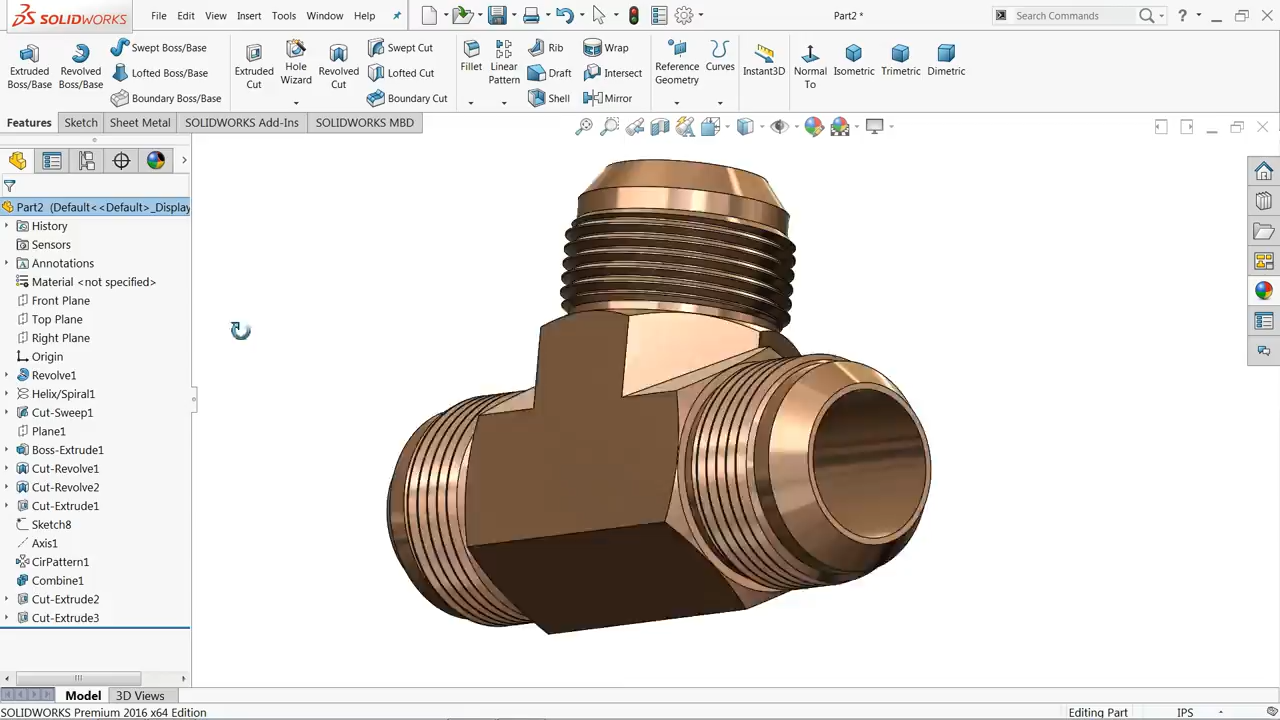 SOLIDWORKS File Edit View Insert Tools Window Help Part2 * Search Commands ?
Extruded Boss/Base
Revolved Boss/Base
Swept Boss/Base
Lofted Boss/Base
Boundary Boss/Base
Extruded Cut
Hole Wizard
Revolved Cut
Swept Cut
Lofted Cut
Boundary Cut
Fillet
Linear Pattern
Rib
Draft
Shell
Wrap
Intersect
Mirror
Reference Geometry
Curves
Instant3D
Normal To
Isometric
Trimetric
Dimetric
Features Sketch Sheet Metal SOLIDWORKS Add-Ins SOLIDWORKS MBD
Part2 (Default<<Default>_Display
History
Sensors
Annotations
Material <not specified>
Front Plane
Top Plane
Right Plane
Origin
Revolve1
Helix/Spiral1
Cut-Sweep1
Plane1
Boss-Extrude1
Cut-Revolve1
Cut-Revolve2
Cut-Extrude1
Sketch8
Axis1
CirPattern1
Combine1
Cut-Extrude2
Cut-Extrude3
Model 3D Views
SOLIDWORKS Premium 2016 x64 Edition Editing Part IPS